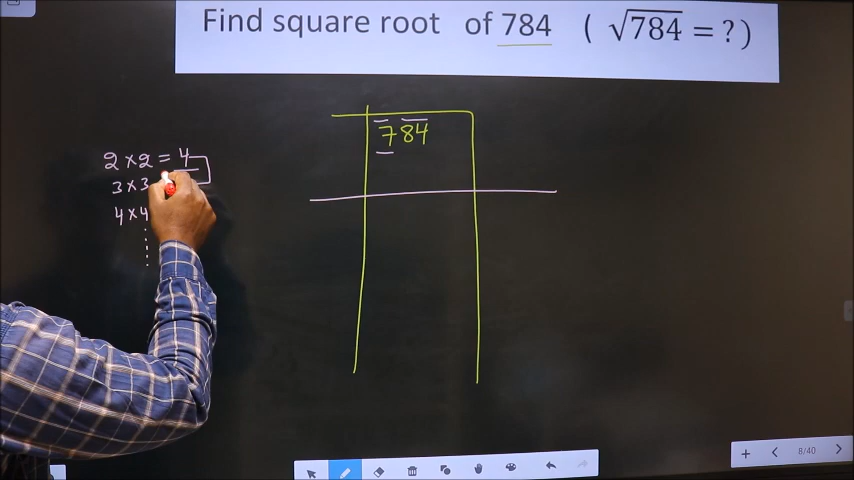 Find square root of 784 ( √784 = ? )
784
2 × 2 = 4
3 × 3
4 × 4
8/40